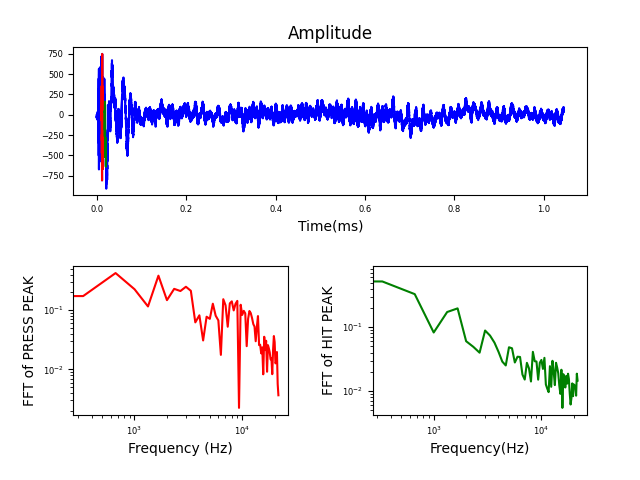 Amplitude
750
500
250
0
−250
−500
−750
0.0 0.2 0.4 0.6 0.8 1.0
Time(ms)
FFT of PRESS PEAK
10⁻¹
10⁻²
10³ 10⁴
Frequency (Hz)
FFT of HIT PEAK
10⁻¹
10⁻²
10³ 10⁴
Frequency(Hz)